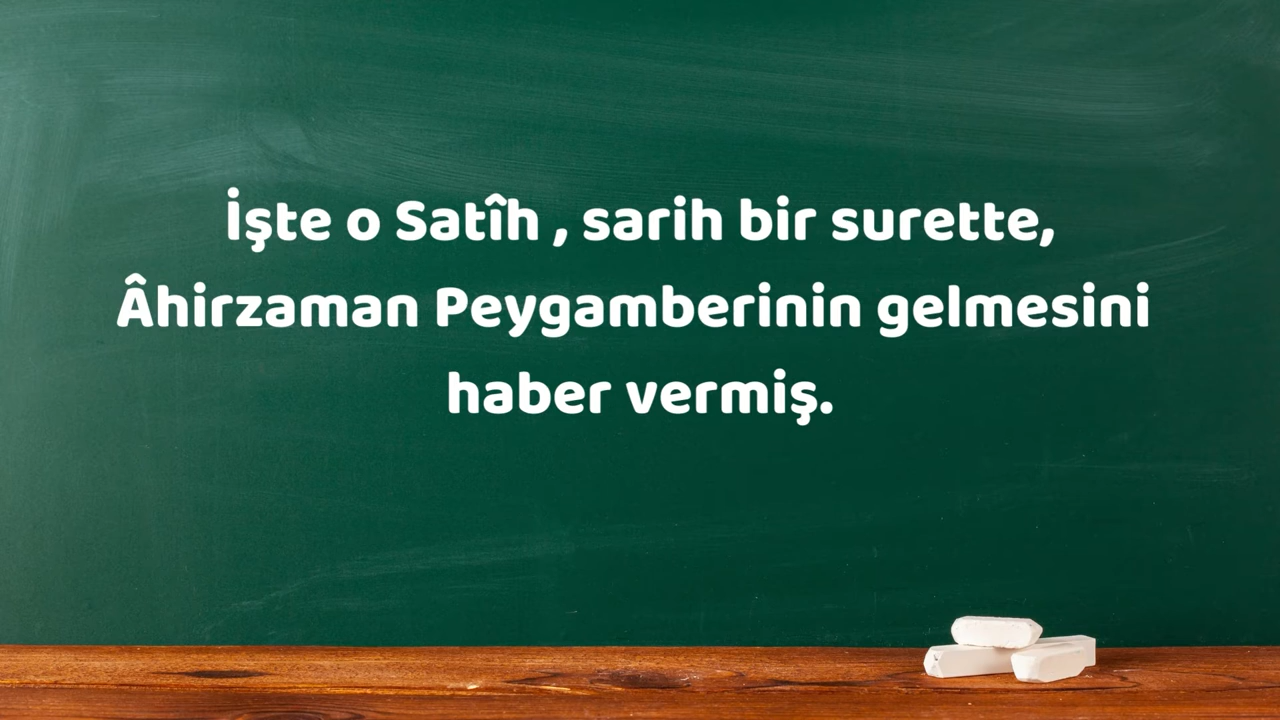 İşte o Satîh , sarih bir surette,
Âhirzaman Peygamberinin gelmesini
haber vermiş.